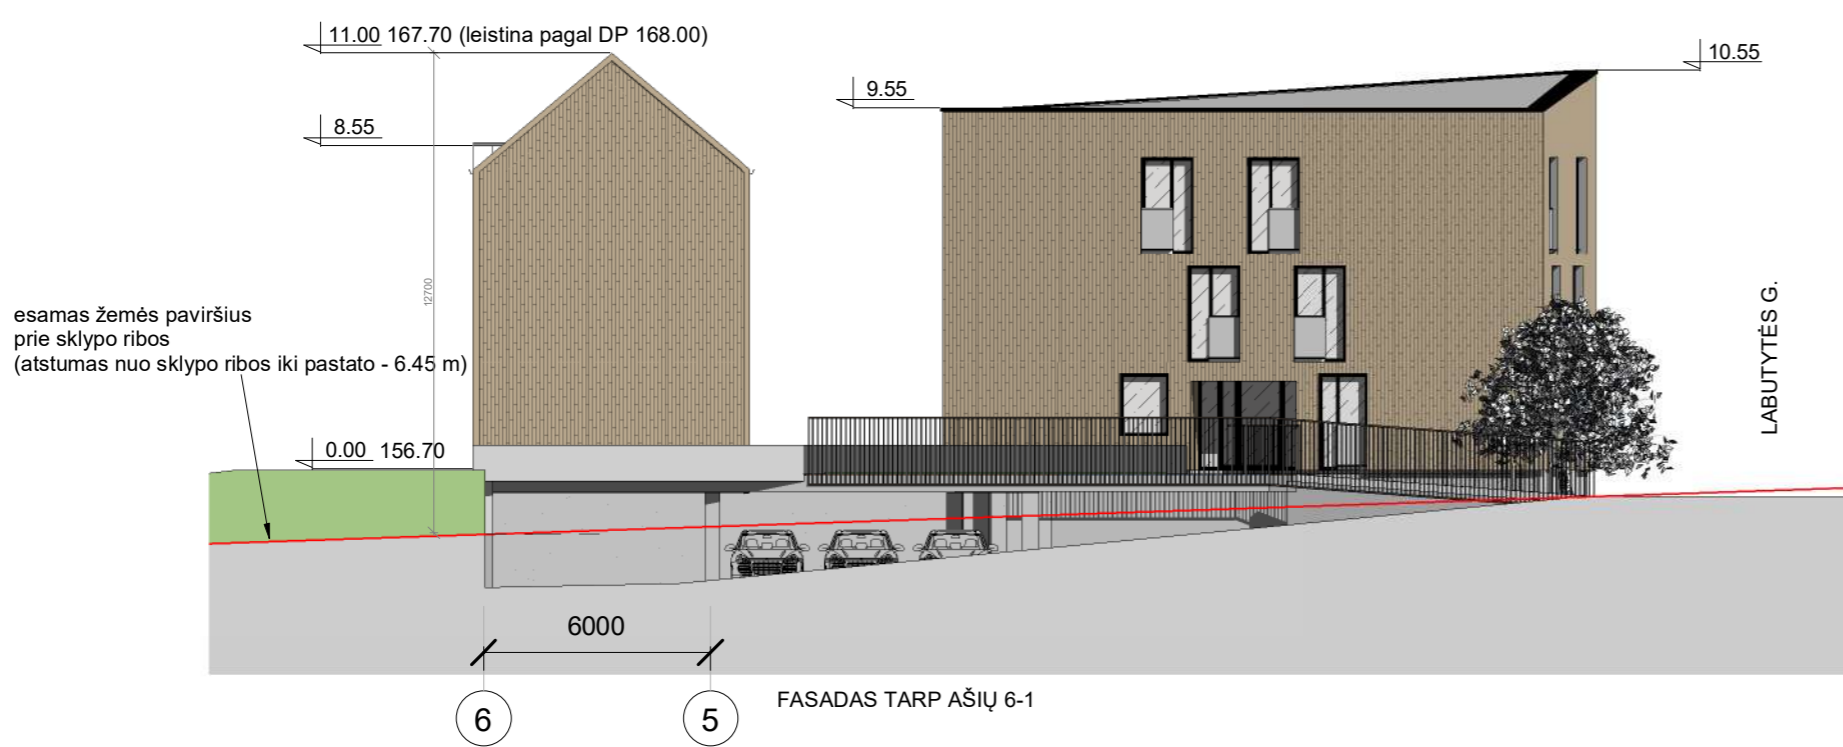 11.00 167.70 (leistina pagal DP 168.00)
10.55
9.55
8.55
12700
esamas žemės paviršius
prie sklypo ribos
(atstumas nuo sklypo ribos iki pastato - 6.45 m)
LABUTYTĖS G.
0.00 156.70
6000
6
5
FASADAS TARP AŠIŲ 6-1